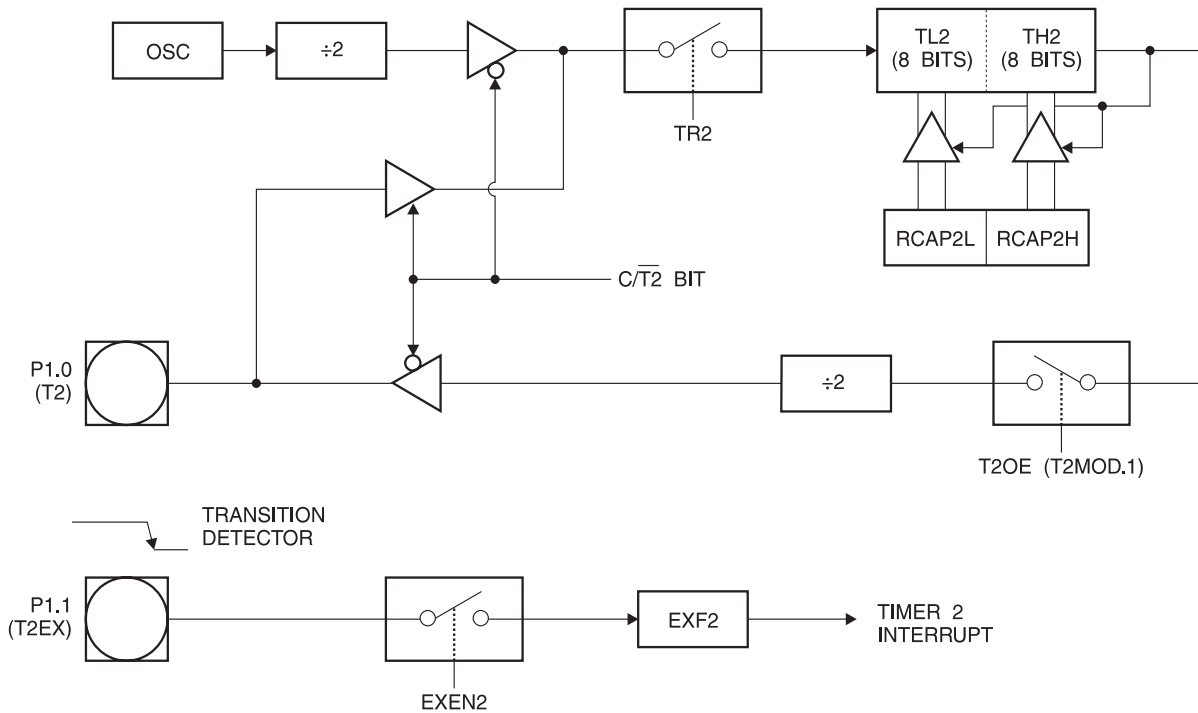 OSC
÷2
TR2
TL2
(8 BITS)
TH2
(8 BITS)
RCAP2L
RCAP2H
C/T2 BIT
P1.0
(T2)
÷2
T2OE (T2MOD.1)
TRANSITION
DETECTOR
P1.1
(T2EX)
EXEN2
EXF2
TIMER 2
INTERRUPT